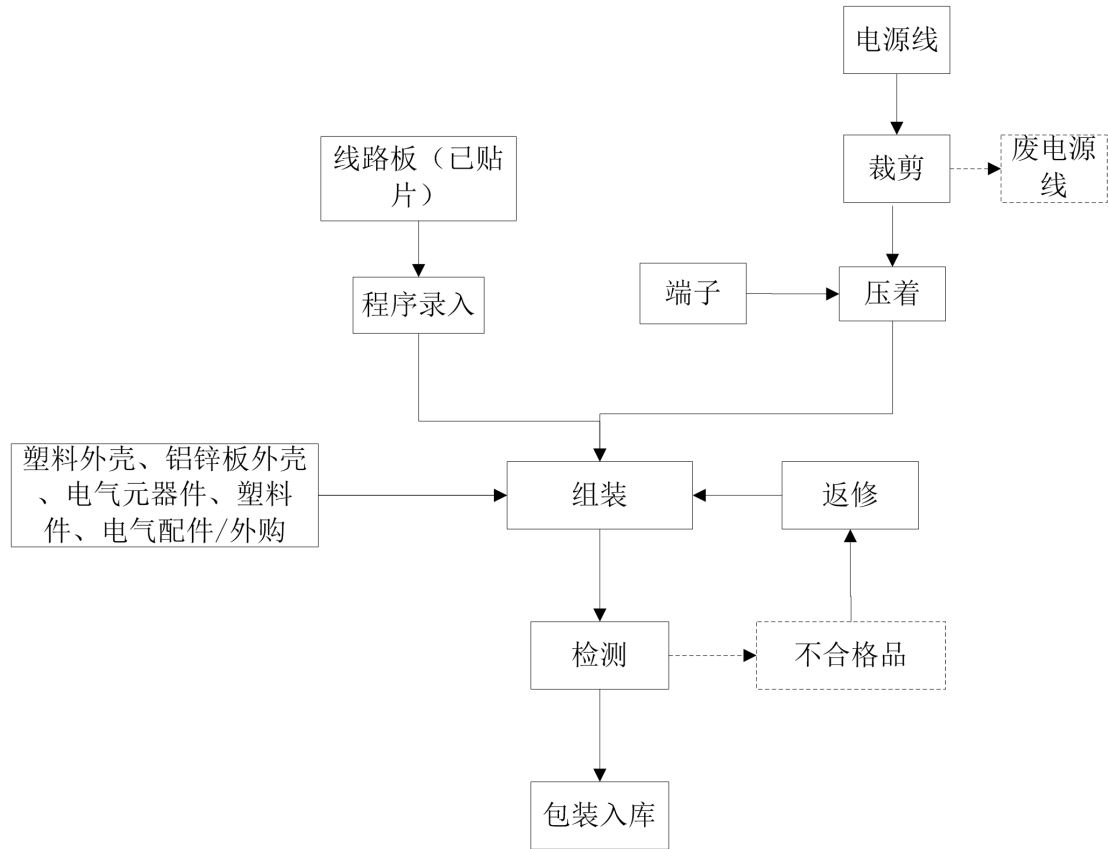 电源线
线路板（已贴
片）
裁剪
废电源
线
程序录入
端子
压着
塑料外壳、铝锌板外壳
、电气元器件、塑料
件、电气配件/外购
组装
返修
检测
不合格品
包装入库